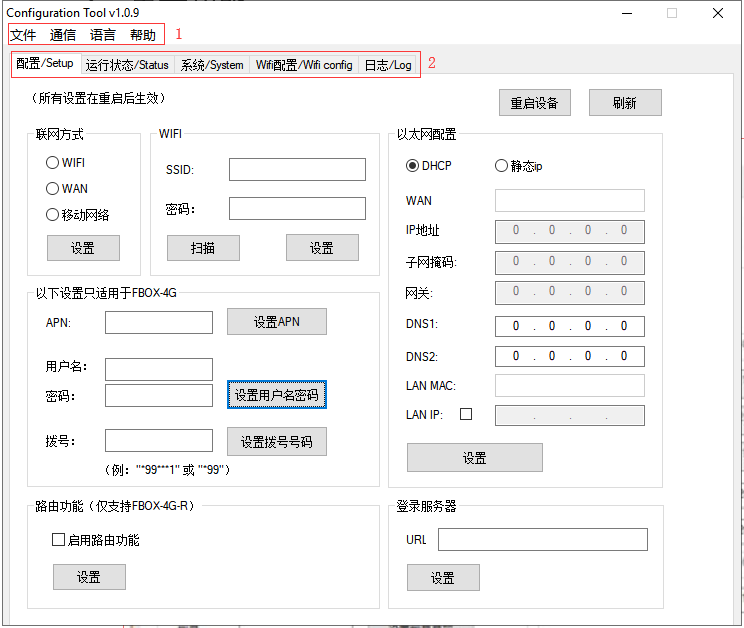 Configuration Tool v1.0.9
文件 通信 语言 帮助 1
配置/Setup 运行状态/Status 系统/System Wifi配置/Wifi config 日志/Log 2
（所有设置在重启后生效） 重启设备 刷新
联网方式
WIFI
WAN
移动网络
设置
WIFI
SSID:
密码：
扫描 设置
以太网配置
DHCP 静态ip
WAN
IP地址 0 . 0 . 0 . 0
子网掩码: 0 . 0 . 0 . 0
网关: 0 . 0 . 0 . 0
DNS1: 0 . 0 . 0 . 0
DNS2: 0 . 0 . 0 . 0
LAN MAC:
LAN IP: . . .
设置
以下设置只适用于FBOX-4G
APN: 设置APN
用户名：
密码： 设置用户名密码
拨号： 设置拨号号码
（例："*99***1" 或 "*99"）
路由功能（仅支持FBOX-4G-R）
启用路由功能
设置
登录服务器
URL
设置